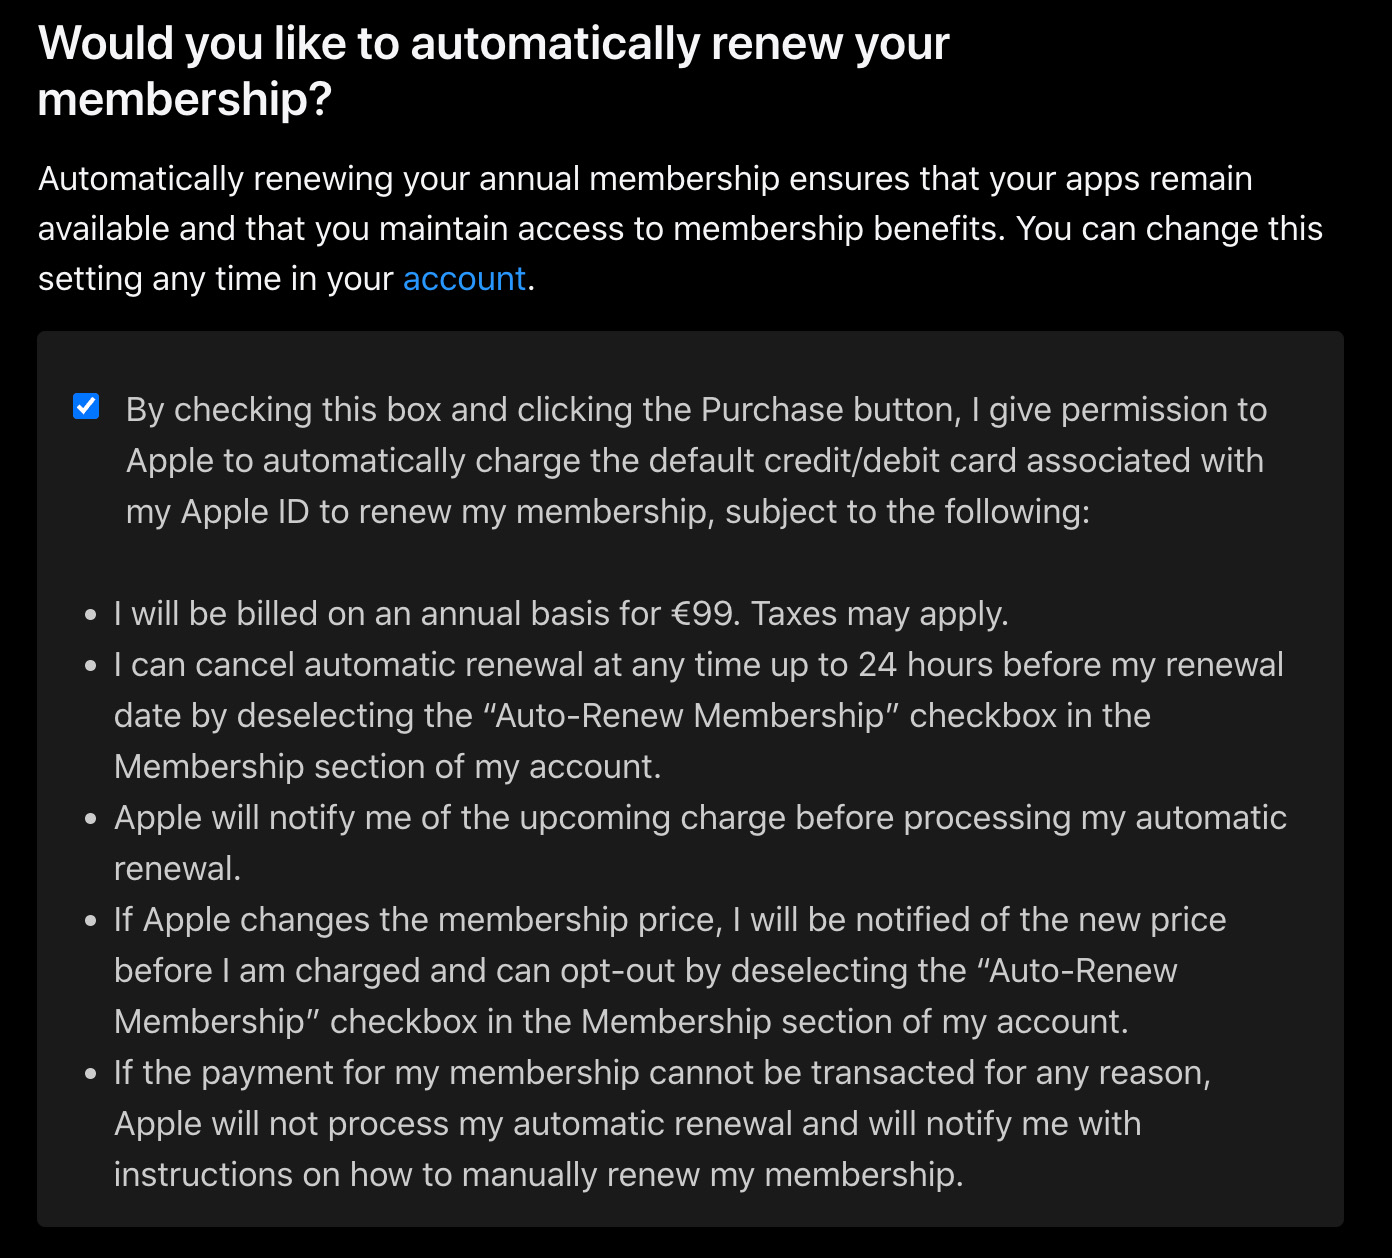 Would you like to automatically renew your
membership?
Automatically renewing your annual membership ensures that your apps remain
available and that you maintain access to membership benefits. You can change this
setting any time in your account.
By checking this box and clicking the Purchase button, I give permission to
Apple to automatically charge the default credit/debit card associated with
my Apple ID to renew my membership, subject to the following:
• I will be billed on an annual basis for €99. Taxes may apply.
• I can cancel automatic renewal at any time up to 24 hours before my renewal
date by deselecting the “Auto-Renew Membership” checkbox in the
Membership section of my account.
• Apple will notify me of the upcoming charge before processing my automatic
renewal.
• If Apple changes the membership price, I will be notified of the new price
before I am charged and can opt-out by deselecting the “Auto-Renew
Membership” checkbox in the Membership section of my account.
• If the payment for my membership cannot be transacted for any reason,
Apple will not process my automatic renewal and will notify me with
instructions on how to manually renew my membership.